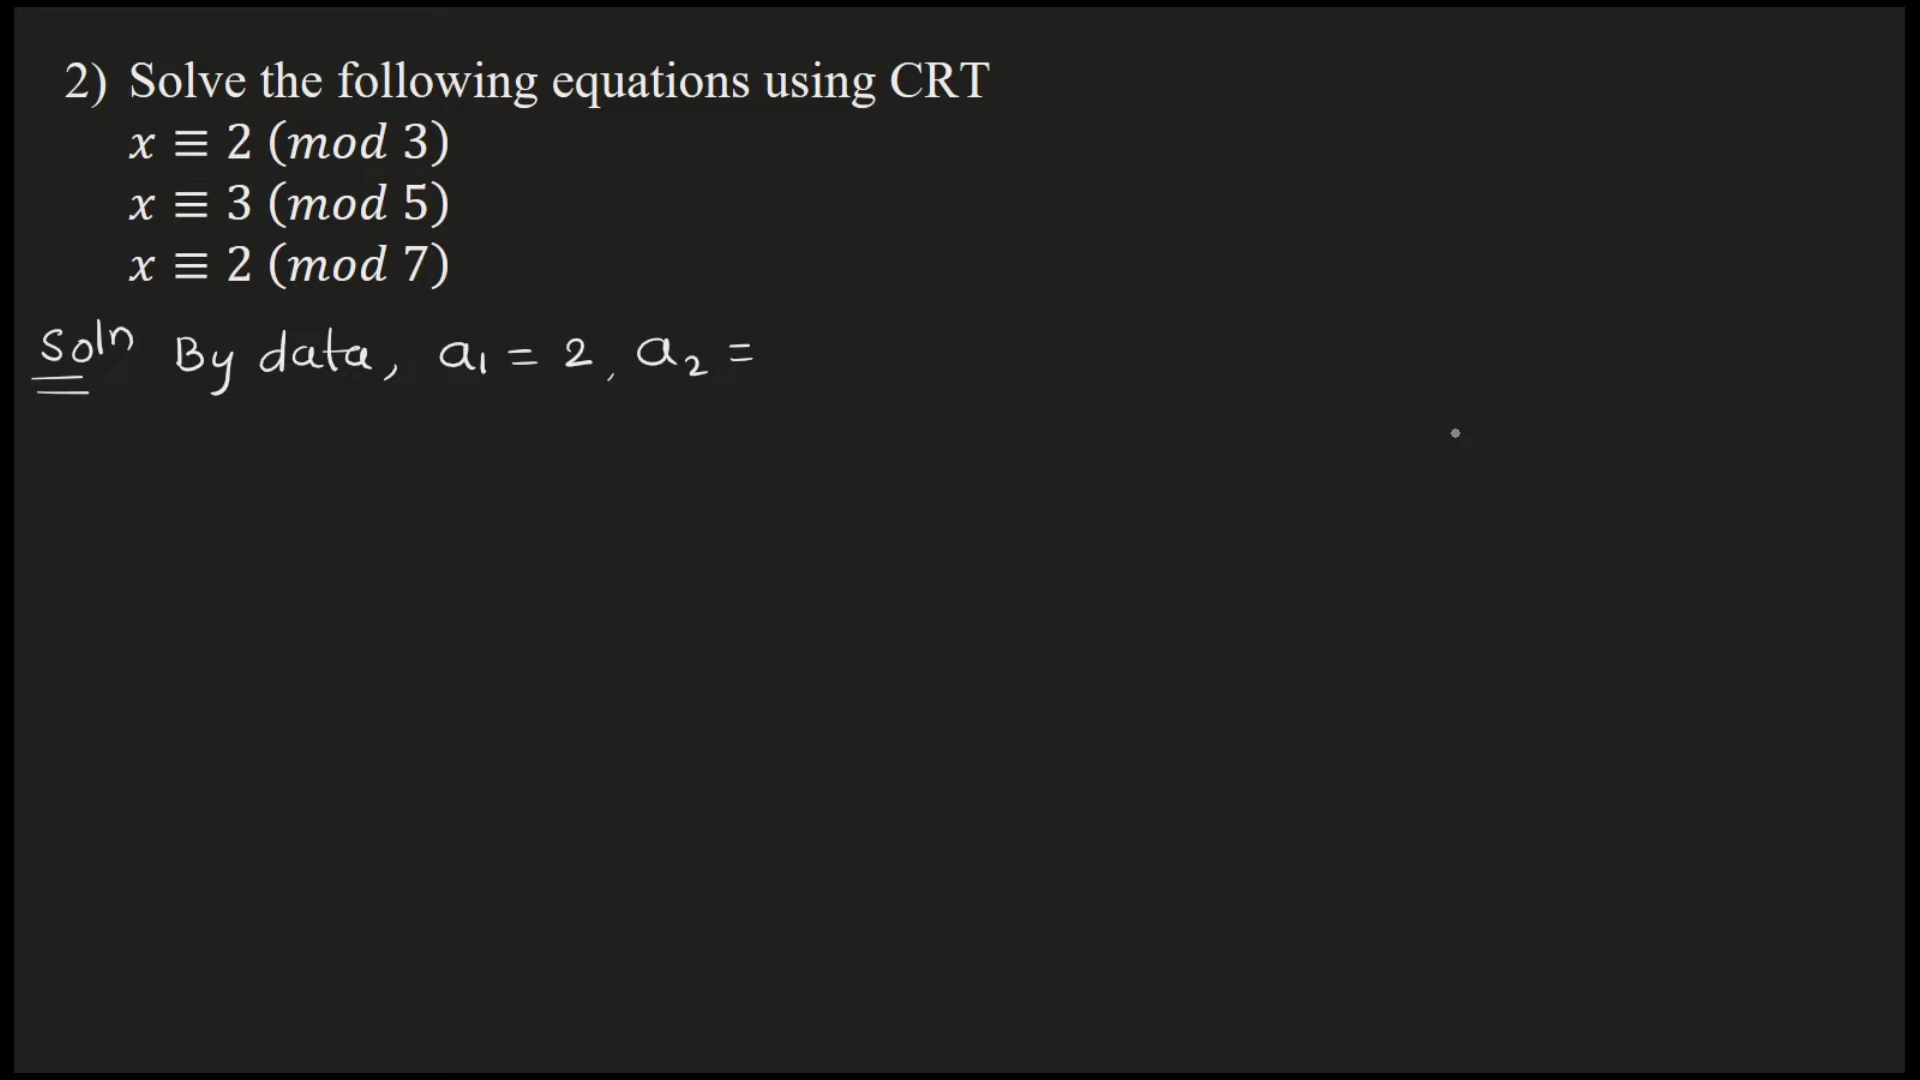 2) Solve the following equations using CRT
x ≡ 2 (mod 3)
x ≡ 3 (mod 5)
x ≡ 2 (mod 7)
Soln By data, a₁ = 2, a₂ =